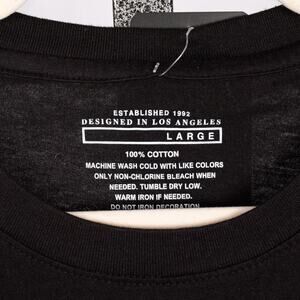 ESTABLISHED 1992
DESIGNED IN LOS ANGELES
LARGE
100% COTTON
MACHINE WASH COLD WITH LIKE COLORS
ONLY NON-CHLORINE BLEACH WHEN
NEEDED. TUMBLE DRY LOW.
WARM IRON IF NEEDED.
DO NOT IRON DECORATION.